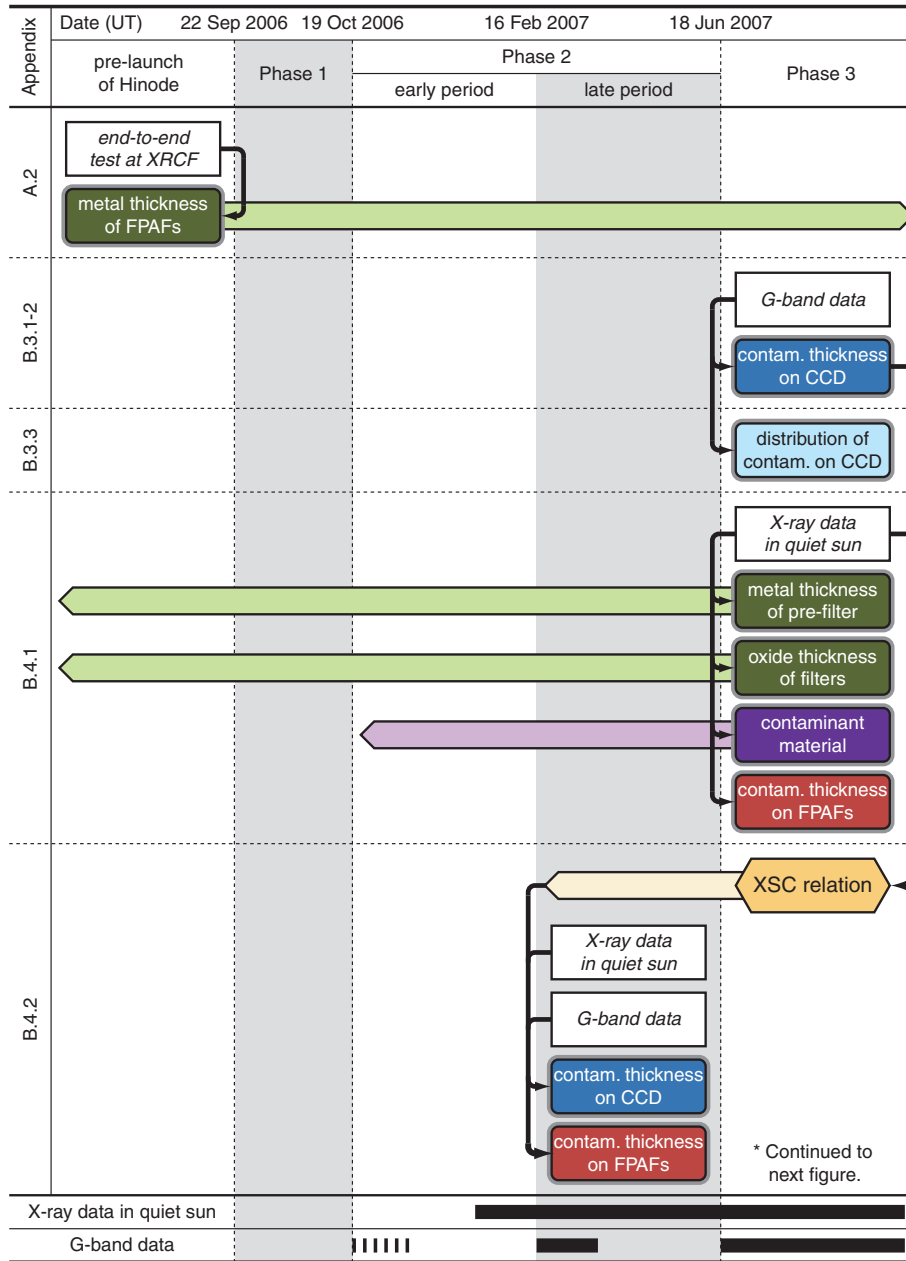 Appendix
Date (UT)
22 Sep 2006
19 Oct 2006
16 Feb 2007
18 Jun 2007
pre-launch
of Hinode
Phase 1
Phase 2
early period
late period
Phase 3
A.2
end-to-end
test at XRCF
metal thickness
of FPAFs
B.3.1-2
G-band data
contam. thickness
on CCD
B.3.3
distribution of
contam. on CCD
B.4.1
X-ray data
in quiet sun
metal thickness
of pre-filter
oxide thickness
of filters
contaminant
material
contam. thickness
on FPAFs
B.4.2
XSC relation
X-ray data
in quiet sun
G-band data
contam. thickness
on CCD
contam. thickness
on FPAFs
* Continued to
next figure.
X-ray data in quiet sun
G-band data